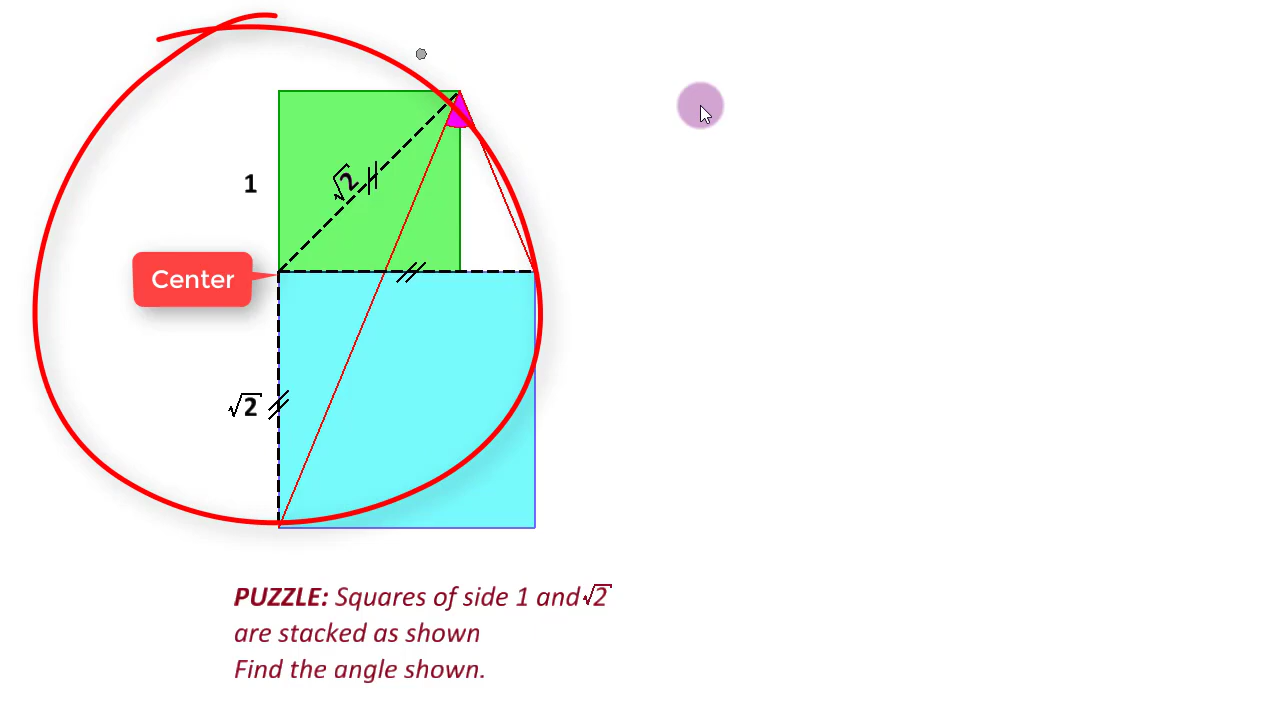 1
√2
Center
√2
PUZZLE: Squares of side 1 and √2
are stacked as shown
Find the angle shown.